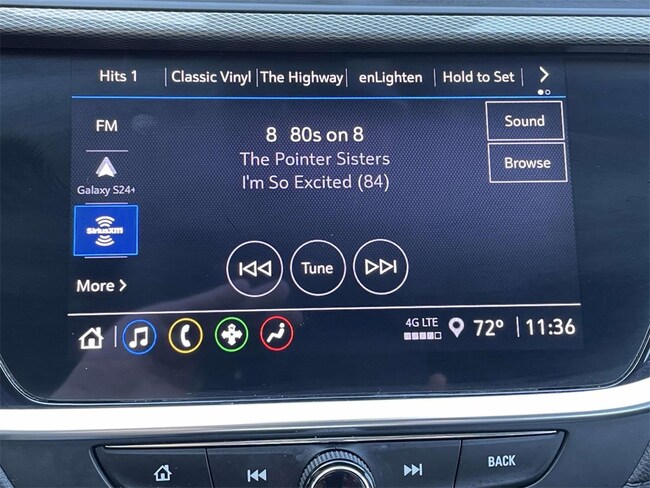 Hits 1 Classic Vinyl The Highway enLighten Hold to Set
FM
8 80s on 8
Sound
The Pointer Sisters
Browse
Galaxy S24+
I'm So Excited (84)
SiriusXM
Tune
More
4G LTE 72° 11:36
BACK